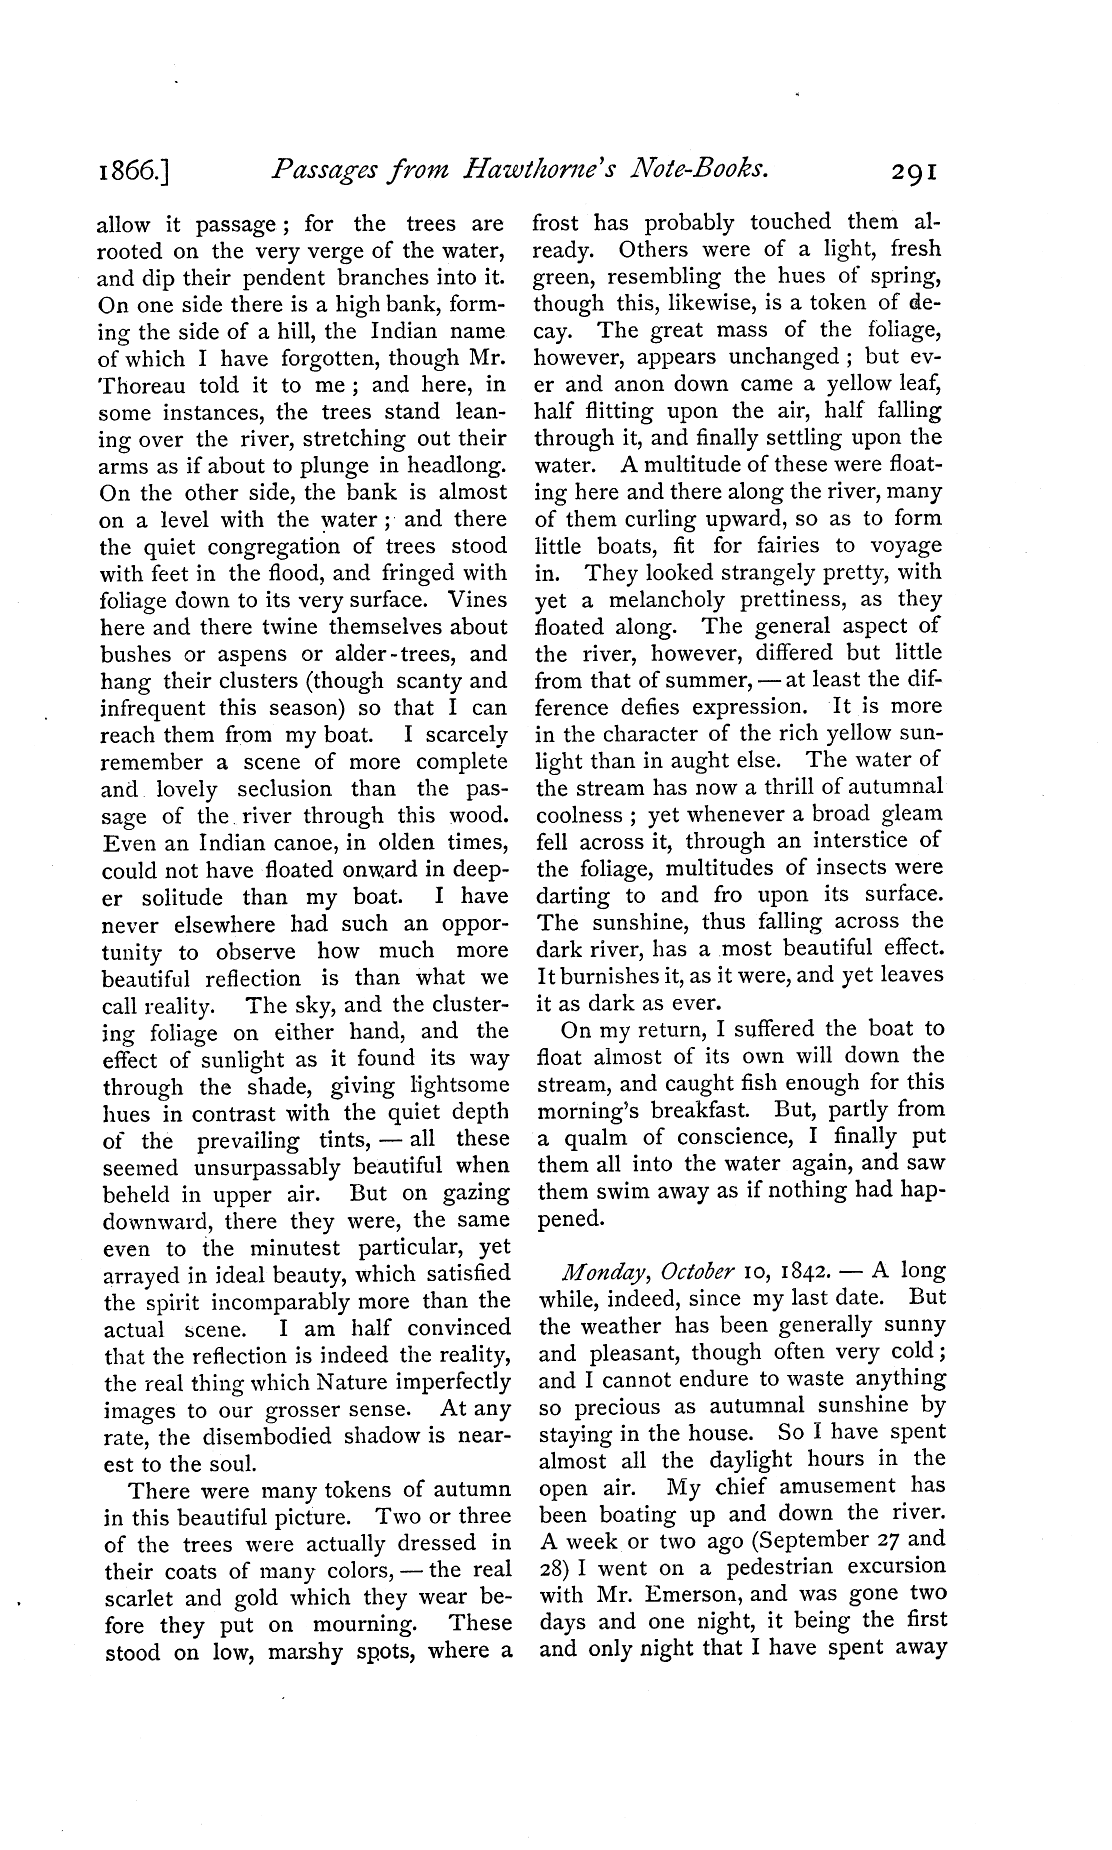 1866.] Passages from Hawthorne's Note-Books. 291
allow it passage ; for the trees are
rooted on the very verge of the water,
and dip their pendent branches into it.
On one side there is a high bank, form-
ing the side of a hill, the Indian name
of which I have forgotten, though Mr.
Thoreau told it to me ; and here, in
some instances, the trees stand lean-
ing over the river, stretching out their
arms as if about to plunge in headlong.
On the other side, the bank is almost
on a level with the water ; and there
the quiet congregation of trees stood
with feet in the flood, and fringed with
foliage down to its very surface. Vines
here and there twine themselves about
bushes or aspens or alder-trees, and
hang their clusters (though scanty and
infrequent this season) so that I can
reach them from my boat. I scarcely
remember a scene of more complete
and lovely seclusion than the pas-
sage of the river through this wood.
Even an Indian canoe, in olden times,
could not have floated onward in deep-
er solitude than my boat. I have
never elsewhere had such an oppor-
tunity to observe how much more
beautiful reflection is than what we
call reality. The sky, and the cluster-
ing foliage on either hand, and the
effect of sunlight as it found its way
through the shade, giving lightsome
hues in contrast with the quiet depth
of the prevailing tints, — all these
seemed unsurpassably beautiful when
beheld in upper air. But on gazing
downward, there they were, the same
even to the minutest particular, yet
arrayed in ideal beauty, which satisfied
the spirit incomparably more than the
actual scene. I am half convinced
that the reflection is indeed the reality,
the real thing which Nature imperfectly
images to our grosser sense. At any
rate, the disembodied shadow is near-
est to the soul.
There were many tokens of autumn
in this beautiful picture. Two or three
of the trees were actually dressed in
their coats of many colors, — the real
scarlet and gold which they wear be-
fore they put on mourning. These
stood on low, marshy spots, where a
frost has probably touched them al-
ready. Others were of a light, fresh
green, resembling the hues of spring,
though this, likewise, is a token of de-
cay. The great mass of the foliage,
however, appears unchanged ; but ev-
er and anon down came a yellow leaf,
half flitting upon the air, half falling
through it, and finally settling upon the
water. A multitude of these were float-
ing here and there along the river, many
of them curling upward, so as to form
little boats, fit for fairies to voyage
in. They looked strangely pretty, with
yet a melancholy prettiness, as they
floated along. The general aspect of
the river, however, differed but little
from that of summer, — at least the dif-
ference defies expression. It is more
in the character of the rich yellow sun-
light than in aught else. The water of
the stream has now a thrill of autumnal
coolness ; yet whenever a broad gleam
fell across it, through an interstice of
the foliage, multitudes of insects were
darting to and fro upon its surface.
The sunshine, thus falling across the
dark river, has a most beautiful effect.
It burnishes it, as it were, and yet leaves
it as dark as ever.
On my return, I suffered the boat to
float almost of its own will down the
stream, and caught fish enough for this
morning's breakfast. But, partly from
a qualm of conscience, I finally put
them all into the water again, and saw
them swim away as if nothing had hap-
pened.
Monday, October 10, 1842. — A long
while, indeed, since my last date. But
the weather has been generally sunny
and pleasant, though often very cold ;
and I cannot endure to waste anything
so precious as autumnal sunshine by
staying in the house. So I have spent
almost all the daylight hours in the
open air. My chief amusement has
been boating up and down the river.
A week or two ago (September 27 and
28) I went on a pedestrian excursion
with Mr. Emerson, and was gone two
days and one night, it being the first
and only night that I have spent away